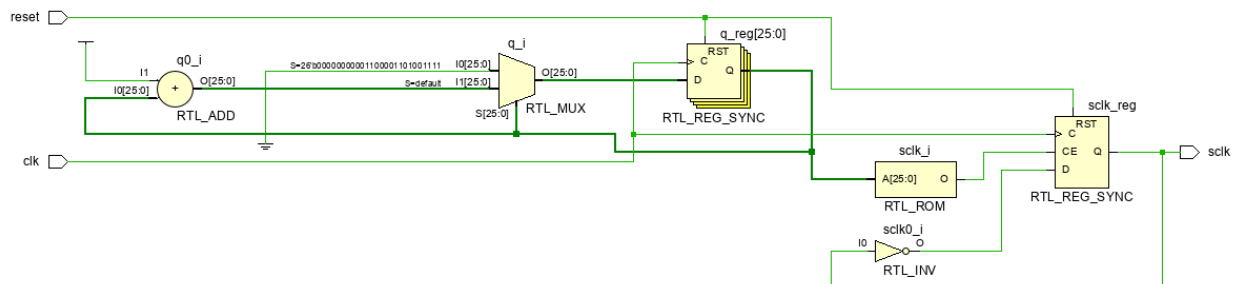 reset
q_reg[25:0]
q0_i
q_i
RST
I1
O[25:0]
S=26'b00000000001100001101001111
I0[25:0]
C
Q
sclk_reg
I0[25:0]
+
S=default
I1[25:0]
O[25:0]
D
RTL_ADD
S[25:0]
RTL_MUX
RTL_REG_SYNC
RST
C
clk
sclk_i
CE
Q
sclk
A[25:0]
O
D
RTL_ROM
RTL_REG_SYNC
sclk0_i
I0
O
RTL_INV